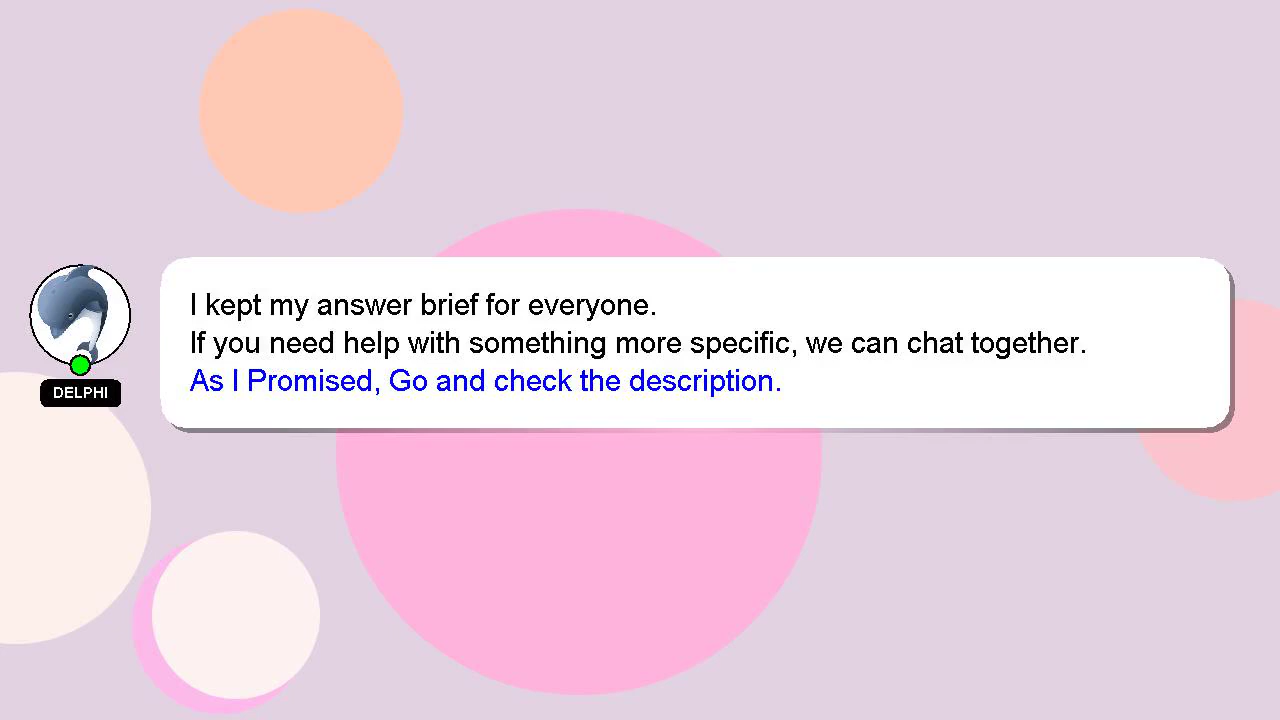 I kept my answer brief for everyone.
If you need help with something more specific, we can chat together.
As I Promised, Go and check the description.
DELPHI